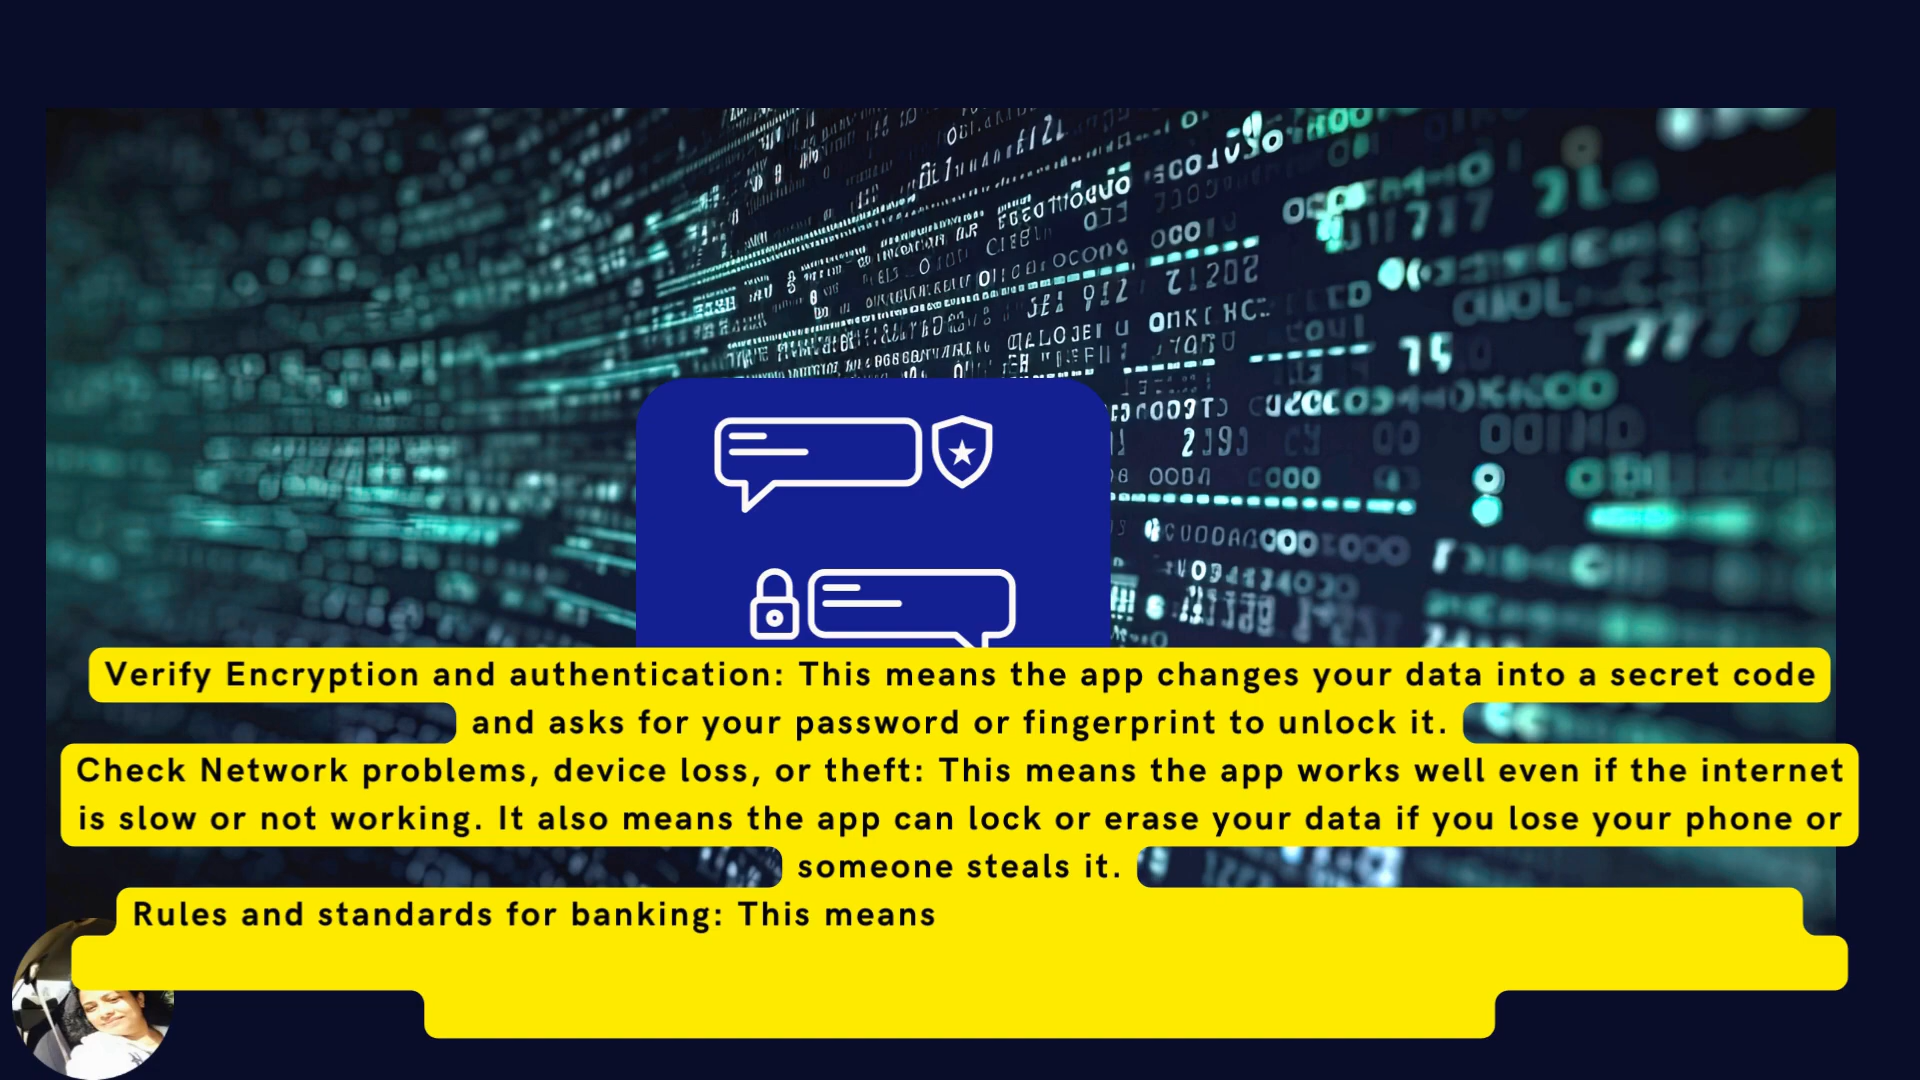 Verify Encryption and authentication: This means the app changes your data into a secret code
and asks for your password or fingerprint to unlock it.
Check Network problems, device loss, or theft: This means the app works well even if the internet
is slow or not working. It also means the app can lock or erase your data if you lose your phone or
someone steals it.
Rules and standards for banking: This means